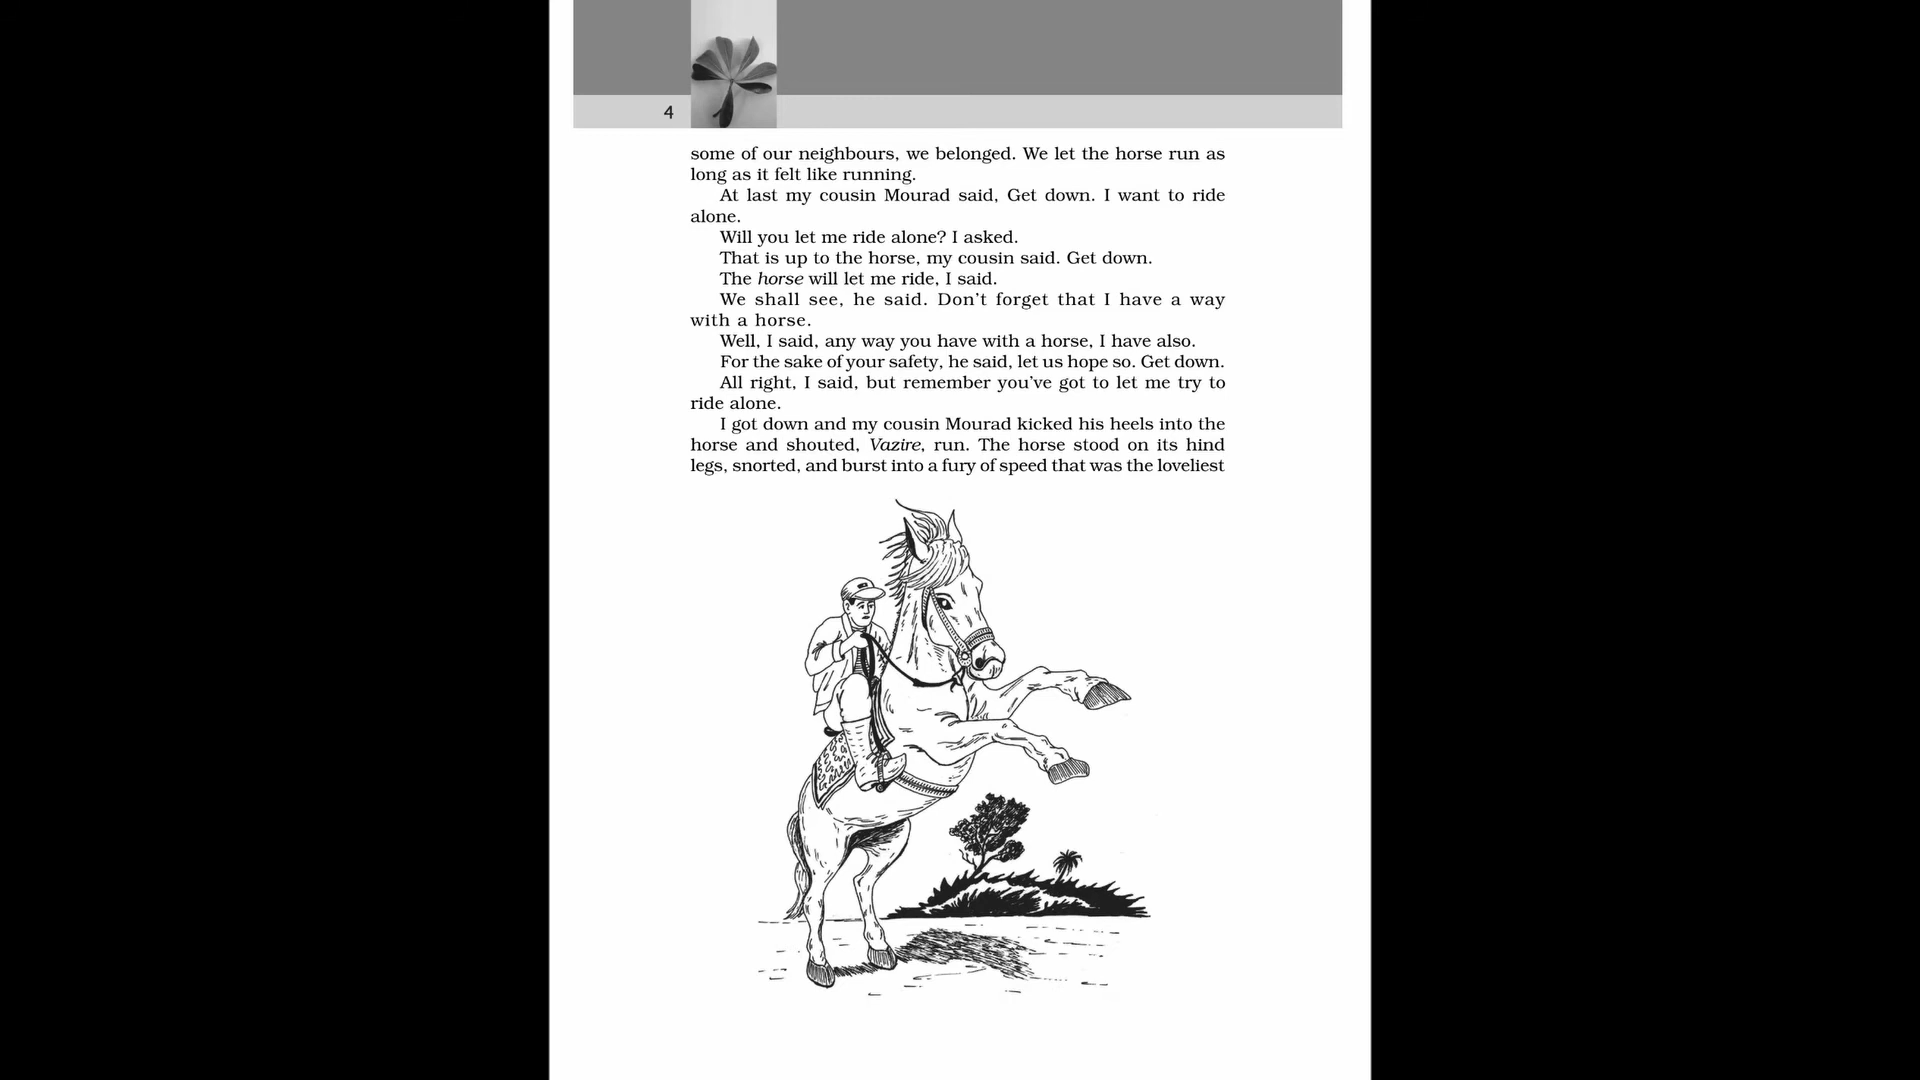 4
some of our neighbours, we belonged. We let the horse run as
long as it felt like running.
At last my cousin Mourad said, Get down. I want to ride
alone.
Will you let me ride alone? I asked.
That is up to the horse, my cousin said. Get down.
The horse will let me ride, I said.
We shall see, he said. Don't forget that I have a way
with a horse.
Well, I said, any way you have with a horse, I have also.
For the sake of your safety, he said, let us hope so. Get down.
All right, I said, but remember you've got to let me try to
ride alone.
I got down and my cousin Mourad kicked his heels into the
horse and shouted, Vazire, run. The horse stood on its hind
legs, snorted, and burst into a fury of speed that was the loveliest